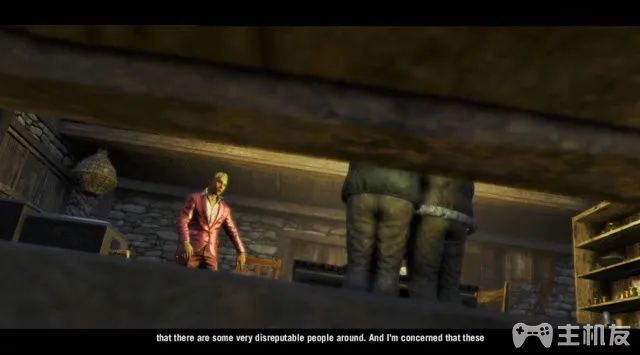 that there are some very disreputable people around. And I'm concerned that these
主机友